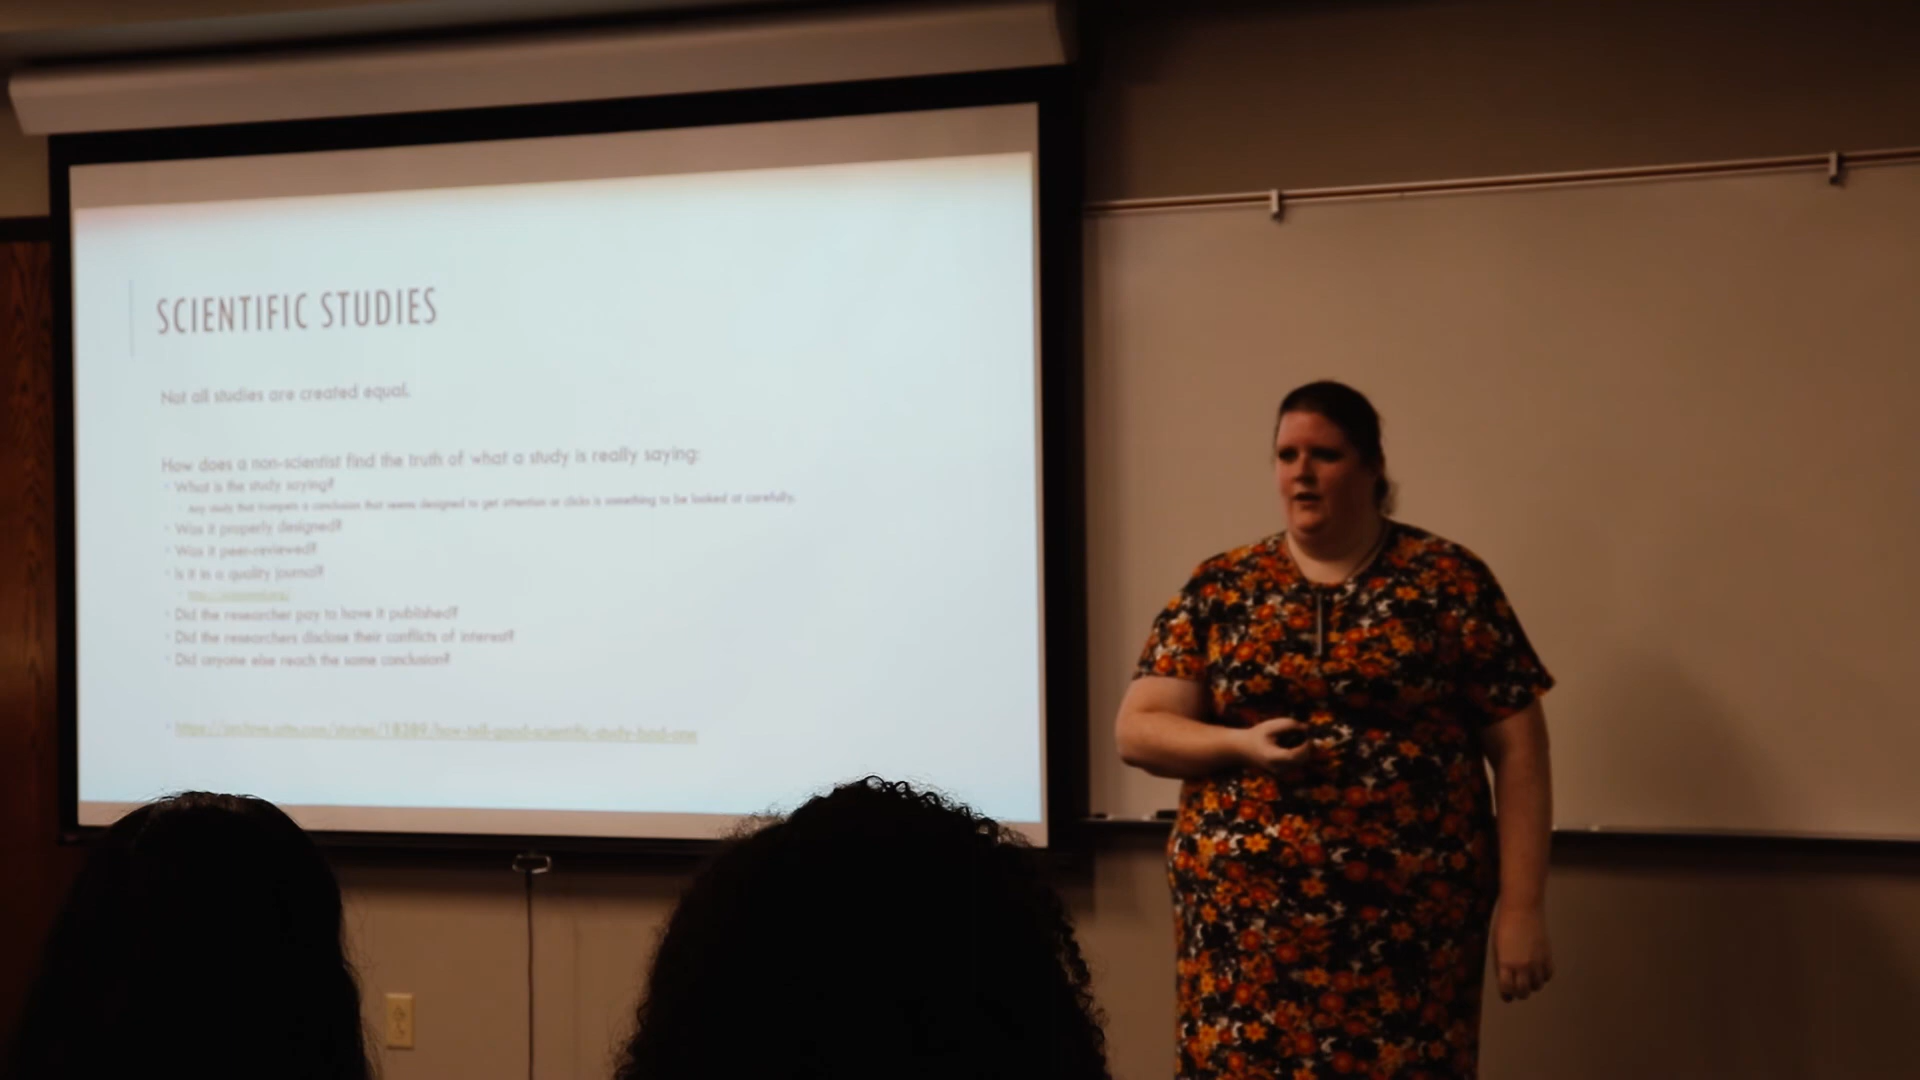 SCIENTIFIC STUDIES
Not all studies are created equal.
How does a non-scientist find the truth of what a study is really saying:
What is the study saying?
Any study that trumpets a conclusion that seems designed to get attention or clicks is something to be looked at carefully.
Was it properly designed?
Was it peer-reviewed?
Is it in a quality journal?
Did the researcher pay to have it published?
Did the researchers disclose their conflicts of interest?
Did anyone else reach the same conclusion?